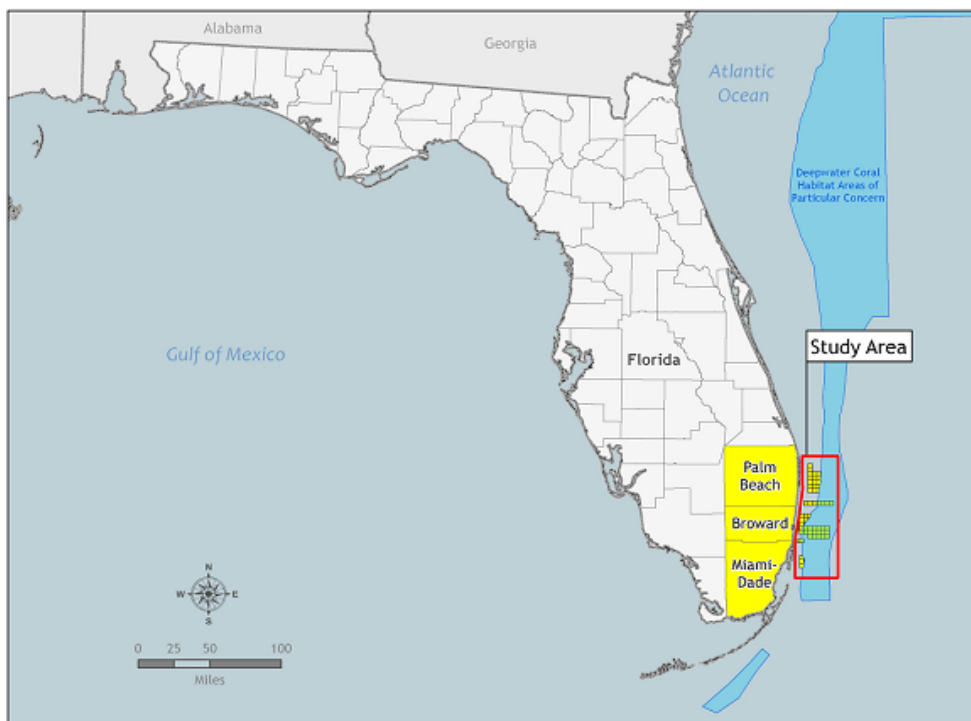 Alabama
Georgia
Atlantic
Ocean
Deepwater Coral
Habitat Areas of
Particular Concern
Study Area
Gulf of Mexico
Florida
Palm
Beach
Broward
Miami-
Dade
N
W E
S
0 25 50 100
Miles